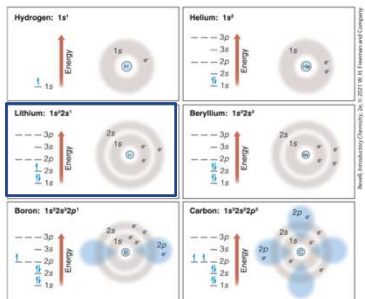 Hydrogen: 1s¹
Energy
1s
1s
H
e⁻
Helium: 1s²
3p
3s
2p
2s
1s
Energy
1s
He
e⁻
e⁻
Lithium: 1s²2s¹
3p
3s
2p
2s
1s
Energy
2s
1s
Li
e⁻
e⁻
e⁻
Beryllium: 1s²2s²
3p
3s
2p
2s
1s
Energy
2s
1s
Be
e⁻
e⁻
e⁻
e⁻
Boron: 1s²2s²2p¹
3p
3s
2p
2s
1s
Energy
2s
1s
2p
B
e⁻
e⁻
e⁻
e⁻
e⁻
Carbon: 1s²2s²2p²
3p
3s
2p
2s
1s
Energy
2p
e⁻
2s
1s
2p
C
e⁻
e⁻
e⁻
e⁻
e⁻
Revell, Introductory Chemistry, 2e, © 2021 W. H. Freeman and Company